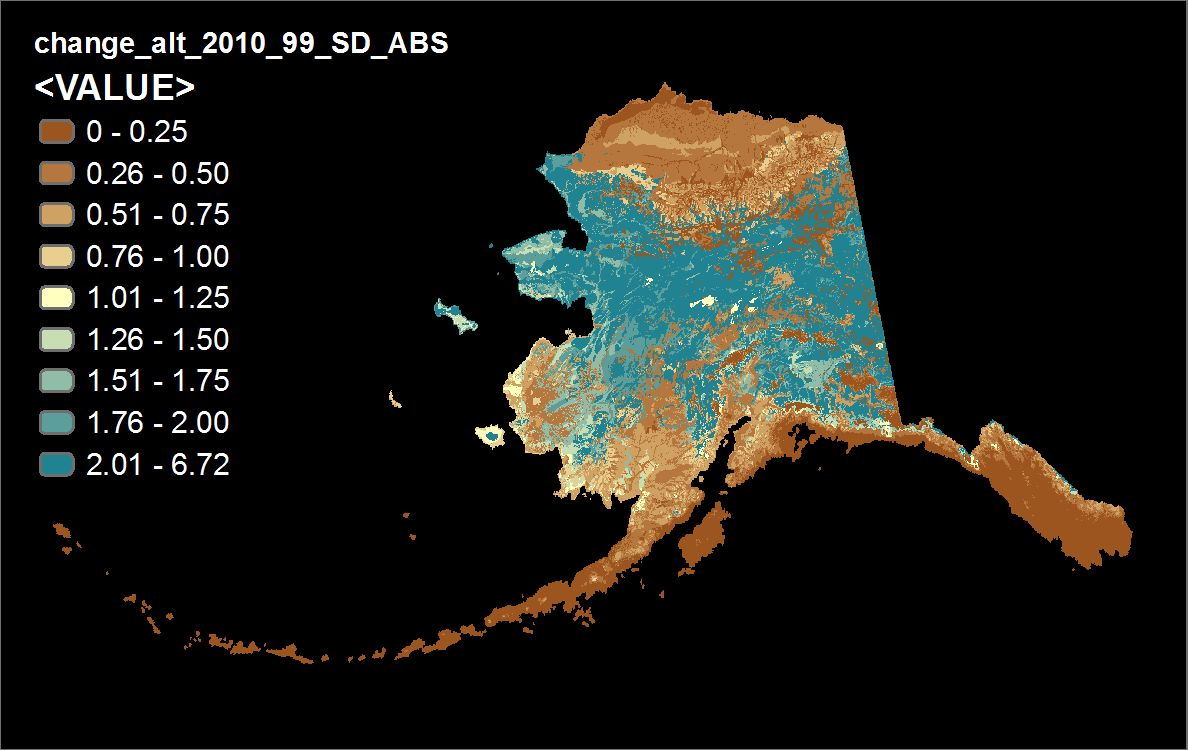 change_alt_2010_99_SD_ABS
<VALUE>
0 - 0.25
0.26 - 0.50
0.51 - 0.75
0.76 - 1.00
1.01 - 1.25
1.26 - 1.50
1.51 - 1.75
1.76 - 2.00
2.01 - 6.72